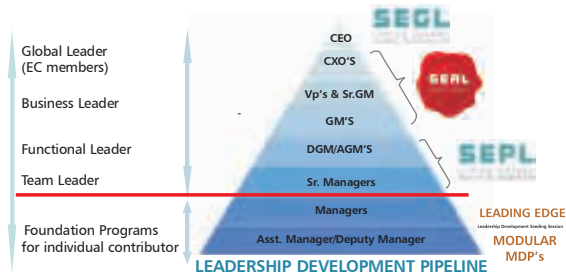 SEGL
CEO
Global Leader
(EC members)
CXO'S
SEAL
Business Leader
Vp's & Sr.GM
GM'S
Functional Leader
DGM/AGM'S
SEPL
Team Leader
Sr. Managers
Managers
LEADING EDGE
Leadership Development Seeding Session
Foundation Programs
for individual contributor
MODULAR
MDP's
Asst. Manager/Deputy Manager
LEADERSHIP DEVELOPMENT PIPELINE